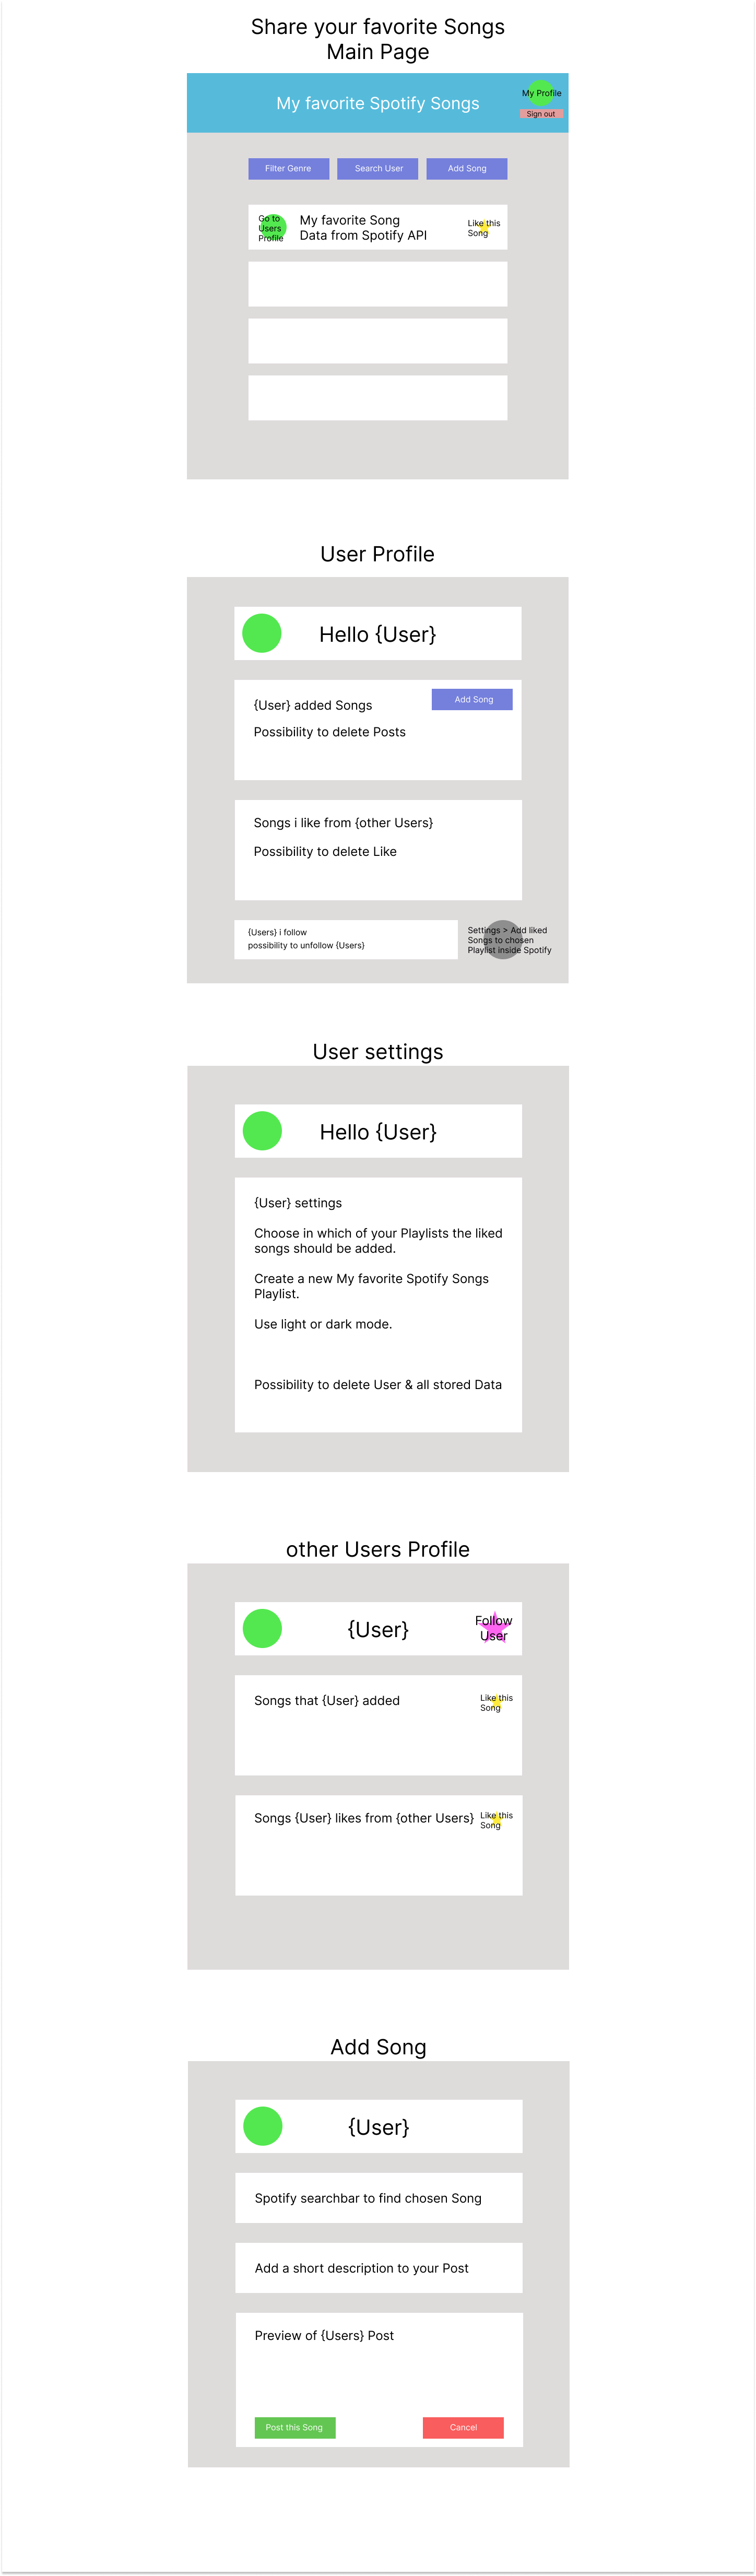 Share your favorite Songs
Main Page
My favorite Spotify Songs
My Profile
Sign out
Filter Genre
Search User
Add Song
Go to
Users
Profile
My favorite Song
Data from Spotify API
Like this
Song
User Profile
Hello {User}
{User} added Songs
Add Song
Possibility to delete Posts
Songs i like from {other Users}
Possibility to delete Like
{Users} i follow
possibility to unfollow {Users}
Settings > Add liked
Songs to chosen
Playlist inside Spotify
User settings
Hello {User}
{User} settings
Choose in which of your Playlists the liked
songs should be added.
Create a new My favorite Spotify Songs
Playlist.
Use light or dark mode.
Possibility to delete User & all stored Data
other Users Profile
{User}
Follow
User
Songs that {User} added
Like this
Song
Songs {User} likes from {other Users}
Like this
Song
Add Song
{User}
Spotify searchbar to find chosen Song
Add a short description to your Post
Preview of {Users} Post
Post this Song
Cancel